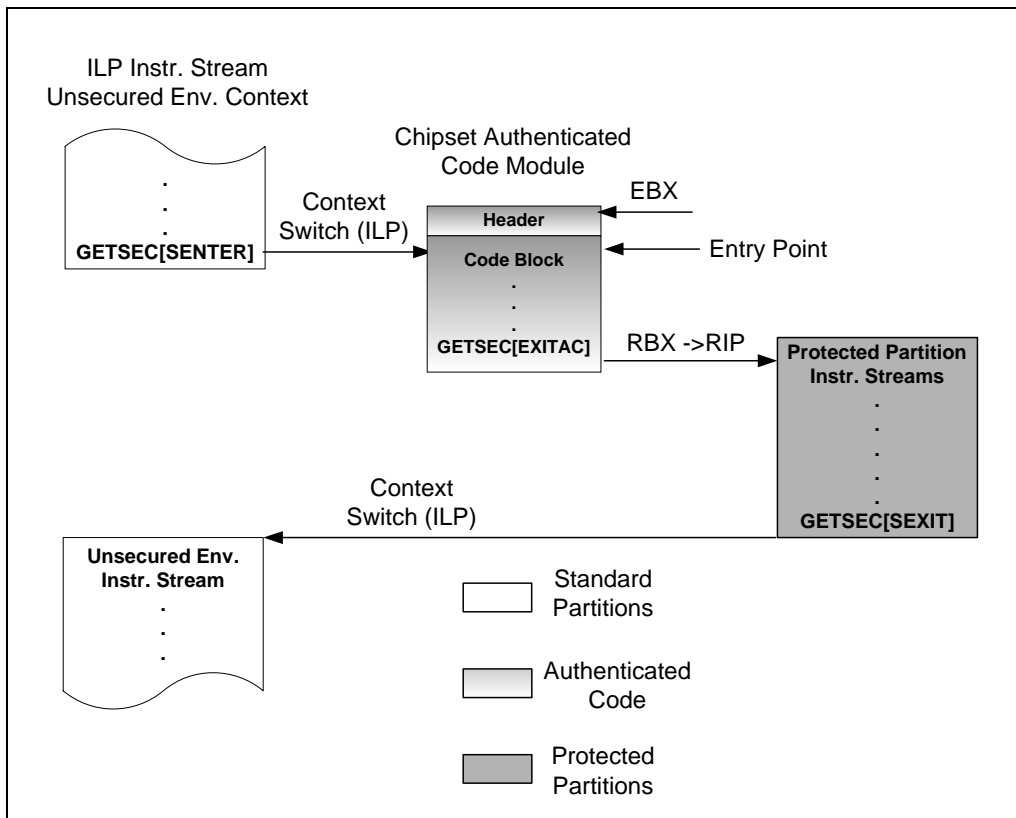 ILP Instr. Stream
Unsecured Env. Context
.
.
.
GETSEC[SENTER]
Context
Switch (ILP)
Chipset Authenticated
Code Module
Header
EBX
Code Block
Entry Point
.
.
.
GETSEC[EXITAC]
RBX ->RIP
Protected Partition
Instr. Streams
.
.
.
.
.
GETSEC[SEXIT]
Context
Switch (ILP)
Unsecured Env.
Instr. Stream
.
.
.
Standard
Partitions
Authenticated
Code
Protected
Partitions